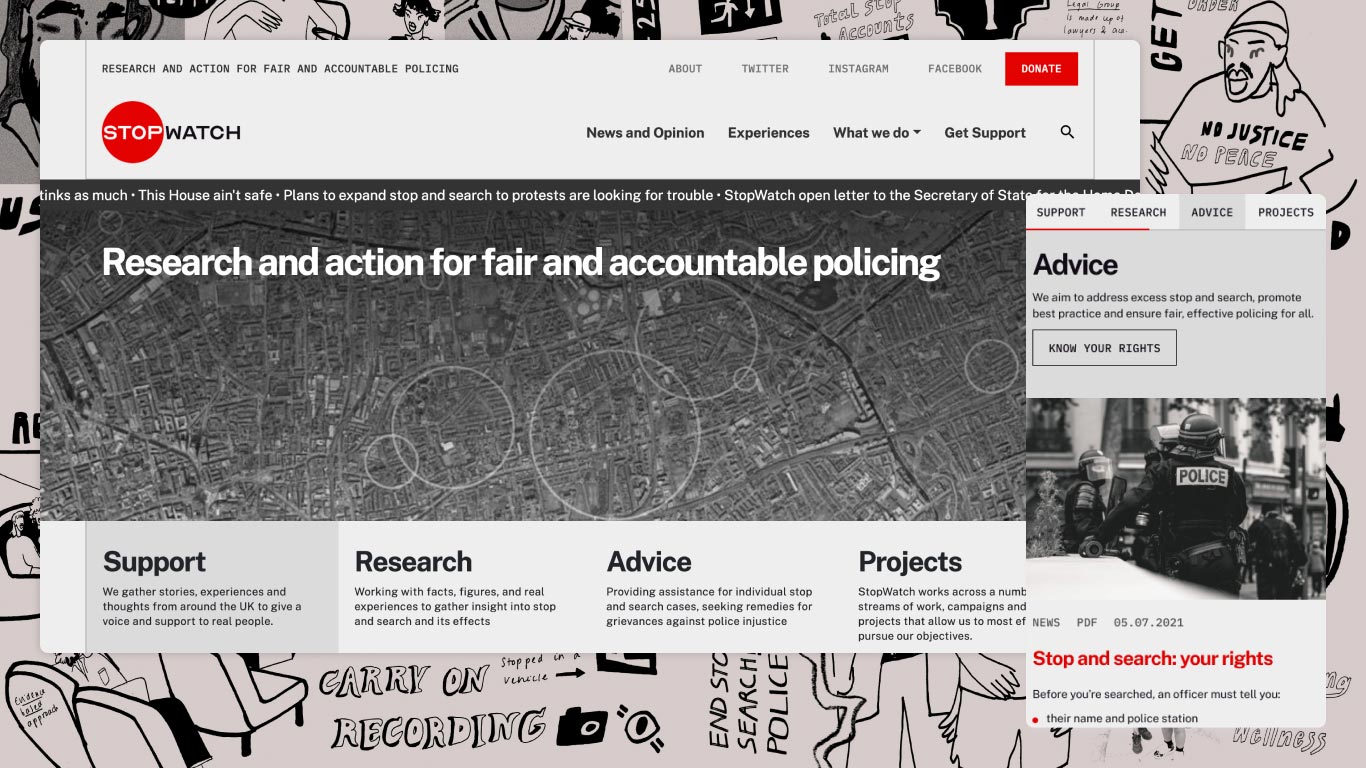 Total Stop
Accounts
-25
Legal Group
is made up of
lawyers & aca-
ORDER
GET
RESEARCH AND ACTION FOR FAIR AND ACCOUNTABLE POLICING
ABOUT TWITTER INSTAGRAM FACEBOOK DONATE
STOPWATCH
News and Opinion Experiences What we do Get Support
NO JUSTICE
NO PEACE
tinks as much • This House ain't safe • Plans to expand stop and search to protests are looking for trouble • StopWatch open letter to the Secretary of State for the Home De
Research and action for fair and accountable policing
SUPPORT RESEARCH ADVICE PROJECTS
Advice
We aim to address excess stop and search, promote
best practice and ensure fair, effective policing for all.
KNOW YOUR RIGHTS
POLICE
Support
We gather stories, experiences and
thoughts from around the UK to give a
voice and support to real people.
Research
Working with facts, figures, and real
experiences to gather insight into stop
and search and its effects
Advice
Providing assistance for individual stop
and search cases, seeking remedies for
grievances against police injustice
Projects
StopWatch works across a numb
streams of work, campaigns and
projects that allow us to most ef
pursue our objectives.
NEWS PDF 05.07.2021
Stop and search: your rights
Before you're searched, an officer must tell you:
• their name and police station
Evidence
based
approach
CARRY ON
RECORDING
Stopped in a
vehicle
END STO
SEARCH
POLICE
Wellness